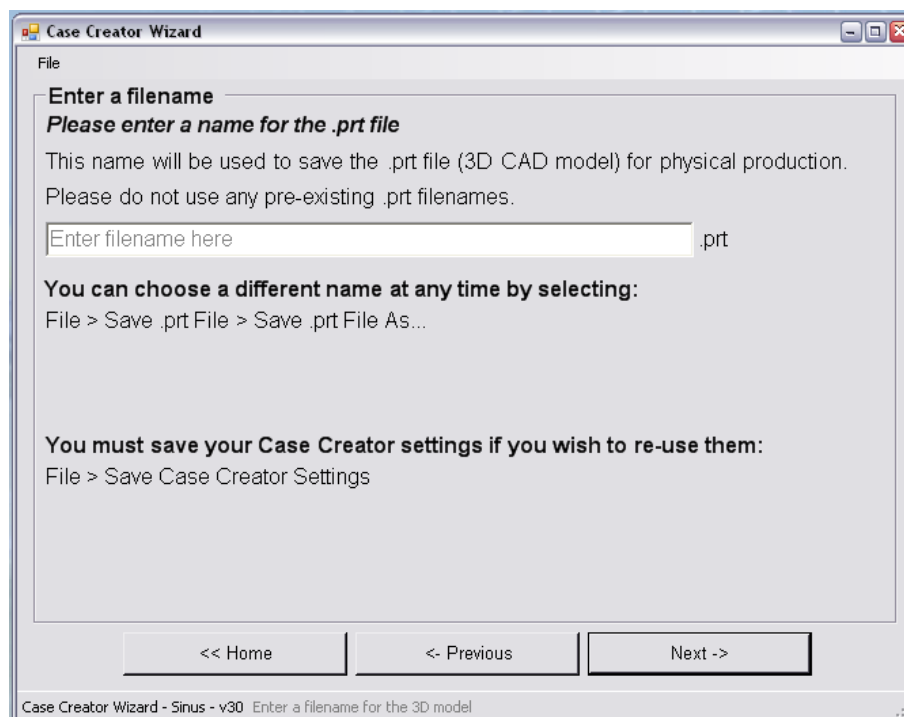 Case Creator Wizard
File
Enter a filename
Please enter a name for the .prt file
This name will be used to save the .prt file (3D CAD model) for physical production.
Please do not use any pre-existing .prt filenames.
Enter filename here .prt
You can choose a different name at any time by selecting:
File > Save .prt File > Save .prt File As...
You must save your Case Creator settings if you wish to re-use them:
File > Save Case Creator Settings
<< Home <- Previous Next ->
Case Creator Wizard - Sinus - v30 Enter a filename for the 3D model